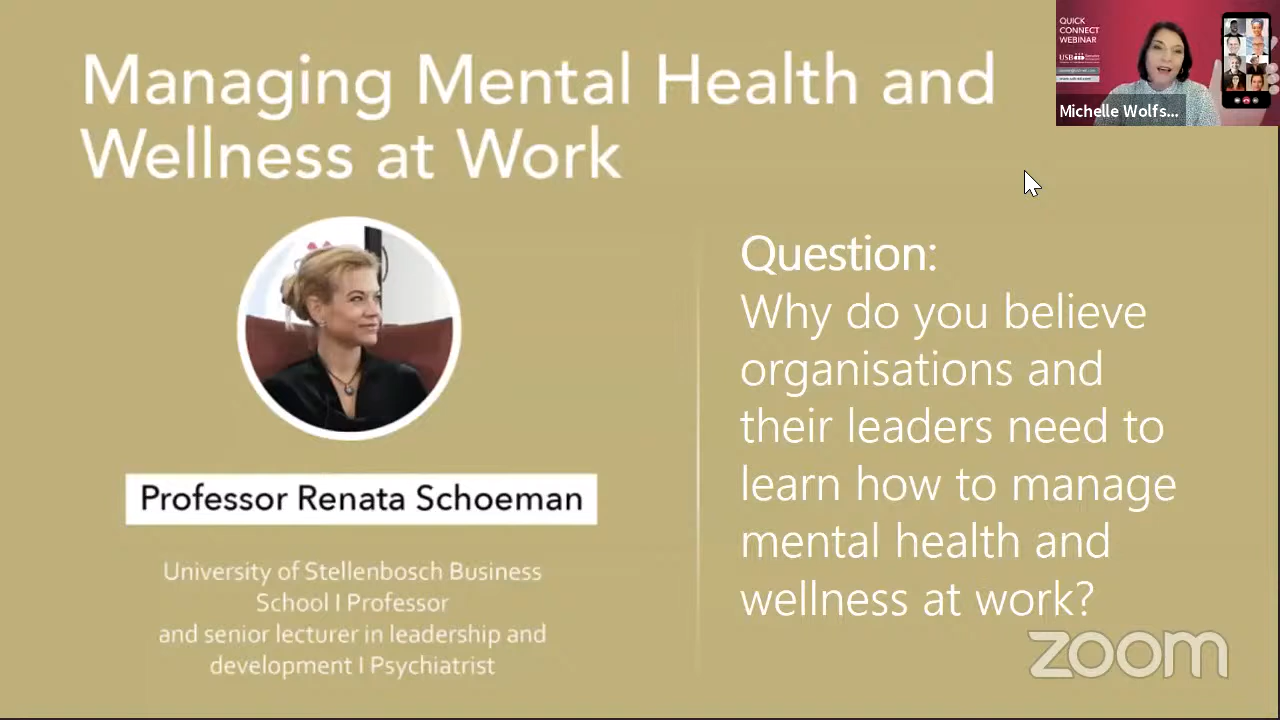 Managing Mental Health and
Wellness at Work
QUICK
CONNECT
WEBINAR
USB
Michelle Wolfs...
Question:
Why do you believe
organisations and
their leaders need to
learn how to manage
mental health and
wellness at work?
Professor Renata Schoeman
University of Stellenbosch Business
School I Professor
and senior lecturer in leadership and
development I Psychiatrist
zoom